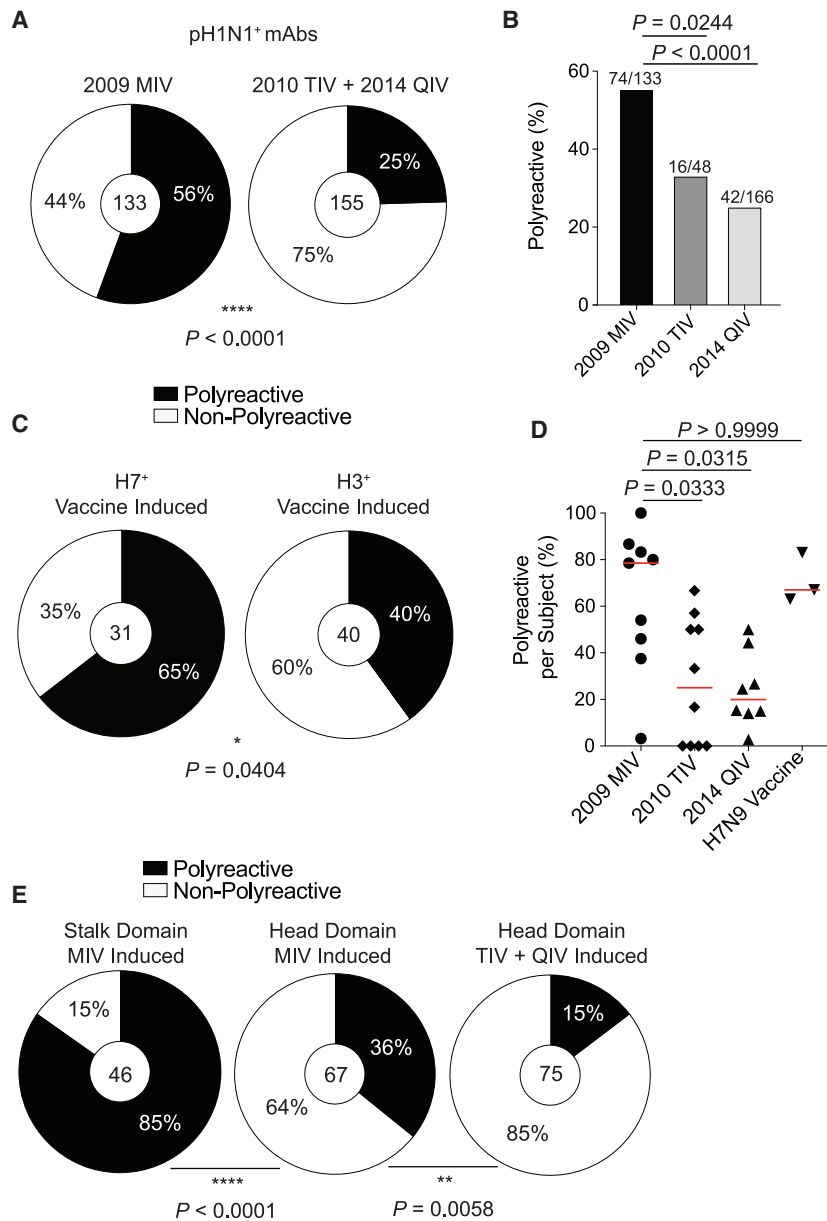 A
pH1N1⁺ mAbs
2009 MIV
2010 TIV + 2014 QIV
44%
133
56%
25%
155
75%
****
P < 0.0001
B
P = 0.0244
P < 0.0001
Polyreactive (%)
60
40
20
0
74/133
16/48
42/166
2009 MIV
2010 TIV
2014 QIV
Polyreactive
Non-Polyreactive
C
H7⁺
Vaccine Induced
H3⁺
Vaccine Induced
35%
31
65%
40%
40
60%
*
P = 0.0404
D
P > 0.9999
P = 0.0315
P = 0.0333
Polyreactive
per Subject (%)
100
80
60
40
20
0
2009 MIV
2010 TIV
2014 QIV
H7N9 Vaccine
Polyreactive
Non-Polyreactive
E
Stalk Domain
MIV Induced
Head Domain
MIV Induced
Head Domain
TIV + QIV Induced
15%
46
85%
36%
67
64%
15%
75
85%
****
P < 0.0001
**
P = 0.0058